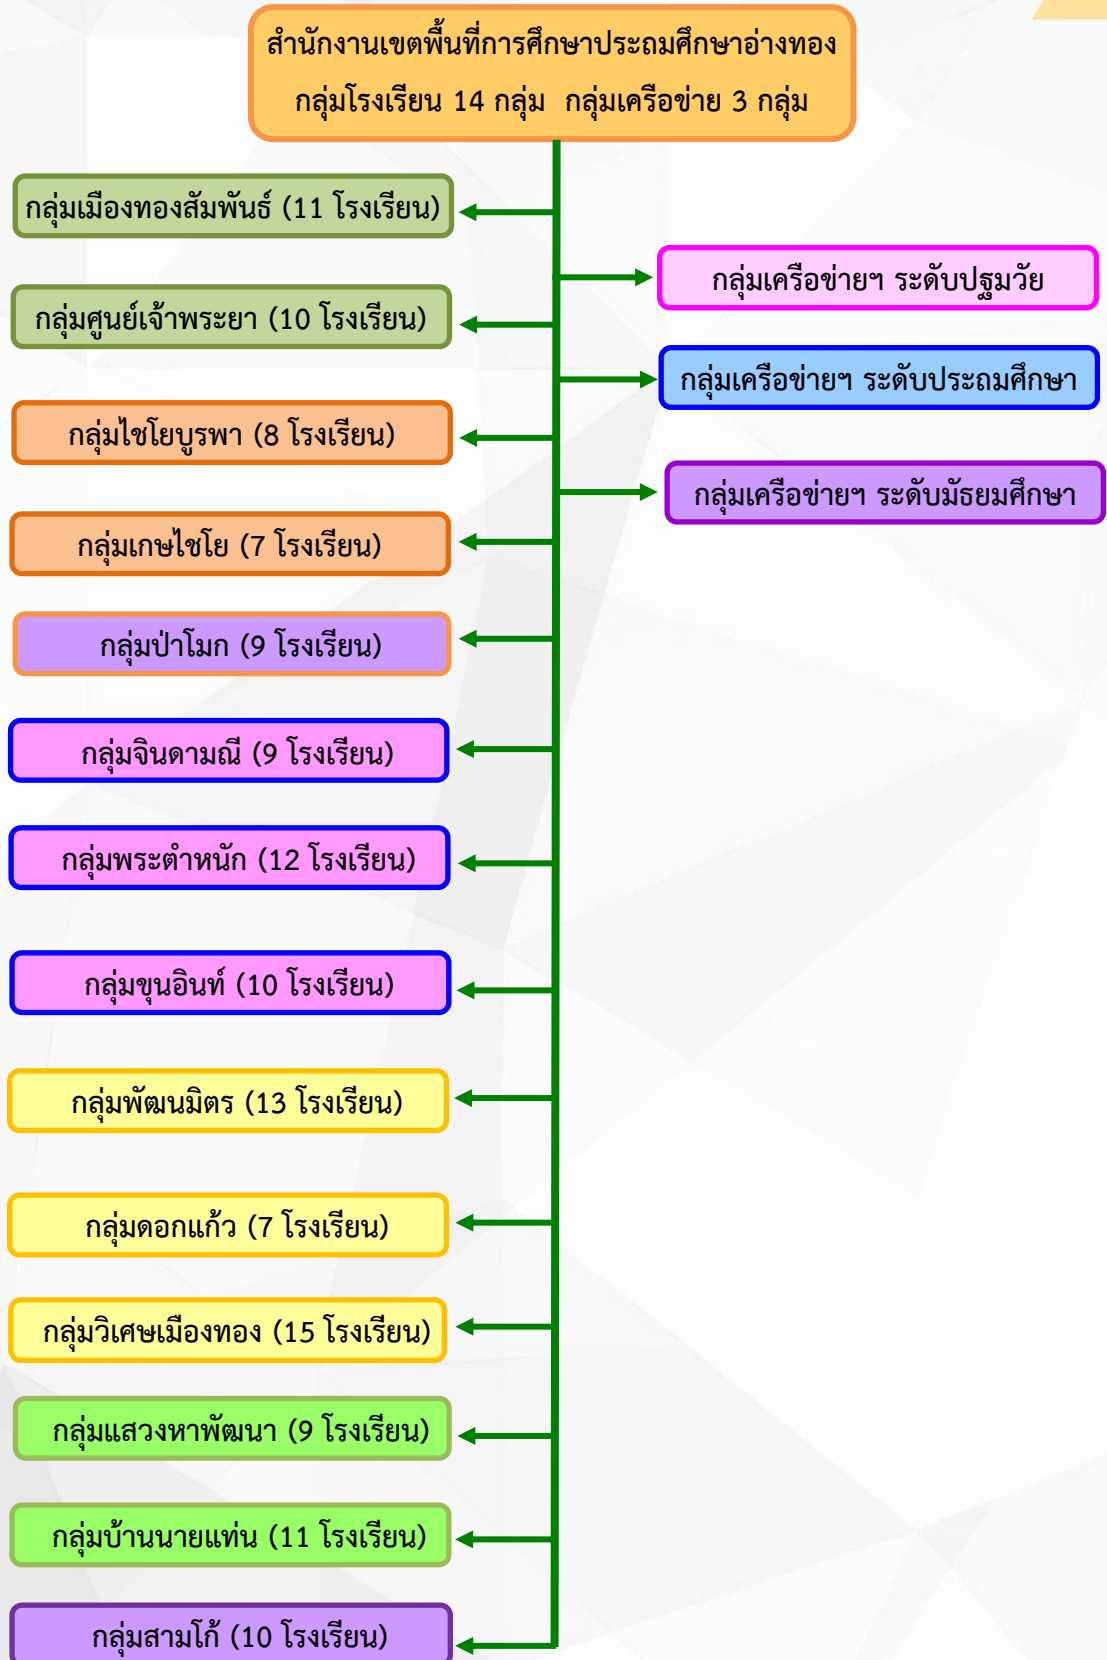 สำนักงานเขตพื้นที่การศึกษาประถมศึกษาอ่างทอง
กลุ่มโรงเรียน 14 กลุ่ม กลุ่มเครือข่าย 3 กลุ่ม
กลุ่มเมืองทองสัมพันธ์ (11 โรงเรียน)
กลุ่มเครือข่ายฯ ระดับปฐมวัย
กลุ่มศูนย์เจ้าพระยา (10 โรงเรียน)
กลุ่มเครือข่ายฯ ระดับประถมศึกษา
กลุ่มไชโยบูรพา (8 โรงเรียน)
กลุ่มเครือข่ายฯ ระดับมัธยมศึกษา
กลุ่มเกษไชโย (7 โรงเรียน)
กลุ่มป่าโมก (9 โรงเรียน)
กลุ่มจินดามณี (9 โรงเรียน)
กลุ่มพระตำหนัก (12 โรงเรียน)
กลุ่มขุนอินท์ (10 โรงเรียน)
กลุ่มพัฒนมิตร (13 โรงเรียน)
กลุ่มดอกแก้ว (7 โรงเรียน)
กลุ่มวิเศษเมืองทอง (15 โรงเรียน)
กลุ่มแสวงหาพัฒนา (9 โรงเรียน)
กลุ่มบ้านนายแท่น (11 โรงเรียน)
กลุ่มสามโก้ (10 โรงเรียน)